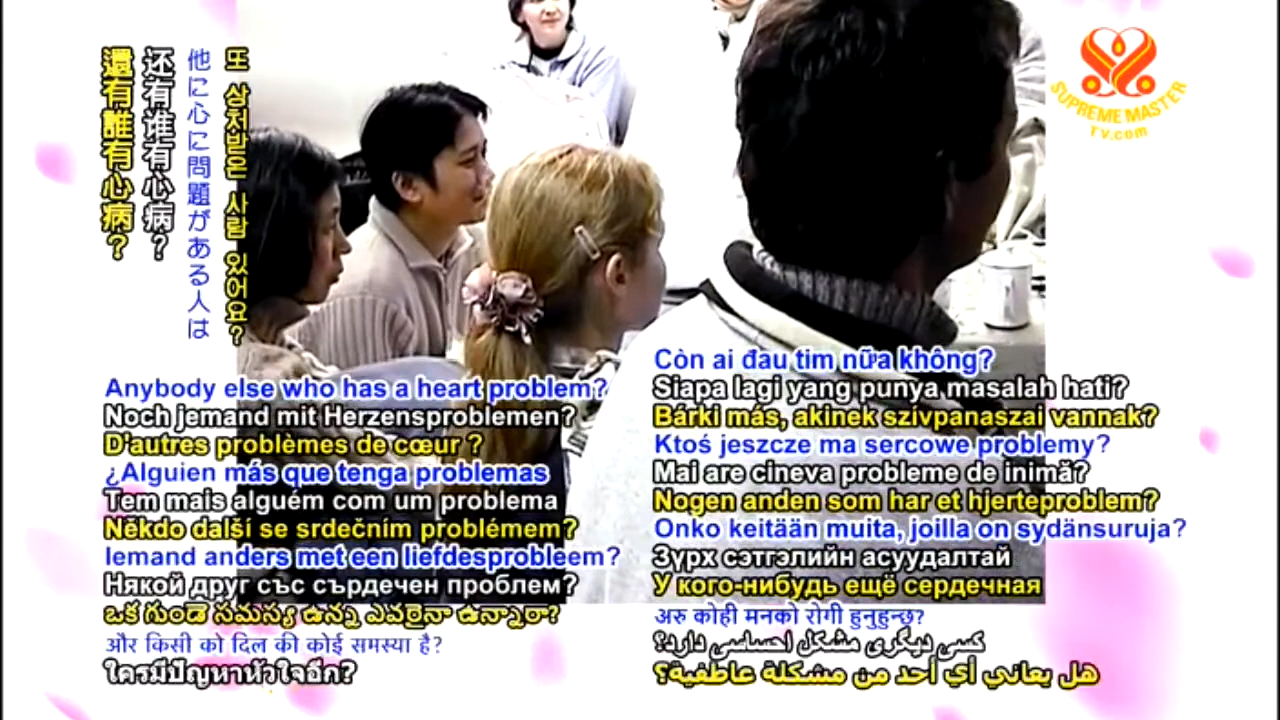 還有誰有心病？
还有谁有心病？
他に心に問題がある人は
또 상처받은 사람 있어요?
SUPREME MASTER
TV.com
Anybody else who has a heart problem?
Noch jemand mit Herzensproblemen?
D'autres problèmes de cœur ?
¿Alguien más que tenga problemas
Tem mais alguém com um problema
Někdo další se srdečním problémem?
Iemand anders met een liefdesprobleem?
Някой друг със сърдечен проблем?
ఒక గుండె సమస్య ఉన్న ఎవరైనా ఉన్నారా?
और किसी को दिल की कोई समस्या है?
ใครมีปัญหาหัวใจอีก?
Còn ai đau tim nữa không?
Siapa lagi yang punya masalah hati?
Bárki más, akinek szívpanaszai vannak?
Ktoś jeszcze ma sercowe problemy?
Mai are cineva probleme de inimă?
Nogen anden som har et hjerteproblem?
Onko keitään muita, joilla on sydänsuruja?
Зүрх сэтгэлийн асуудалтай
У кого-нибудь ещё сердечная
अरु कोही मनको रोगी हुनुहुन्छ?
کسی دیگری مشکل احساسی دارد؟
هل يعاني أي أحد من مشكلة عاطفية؟